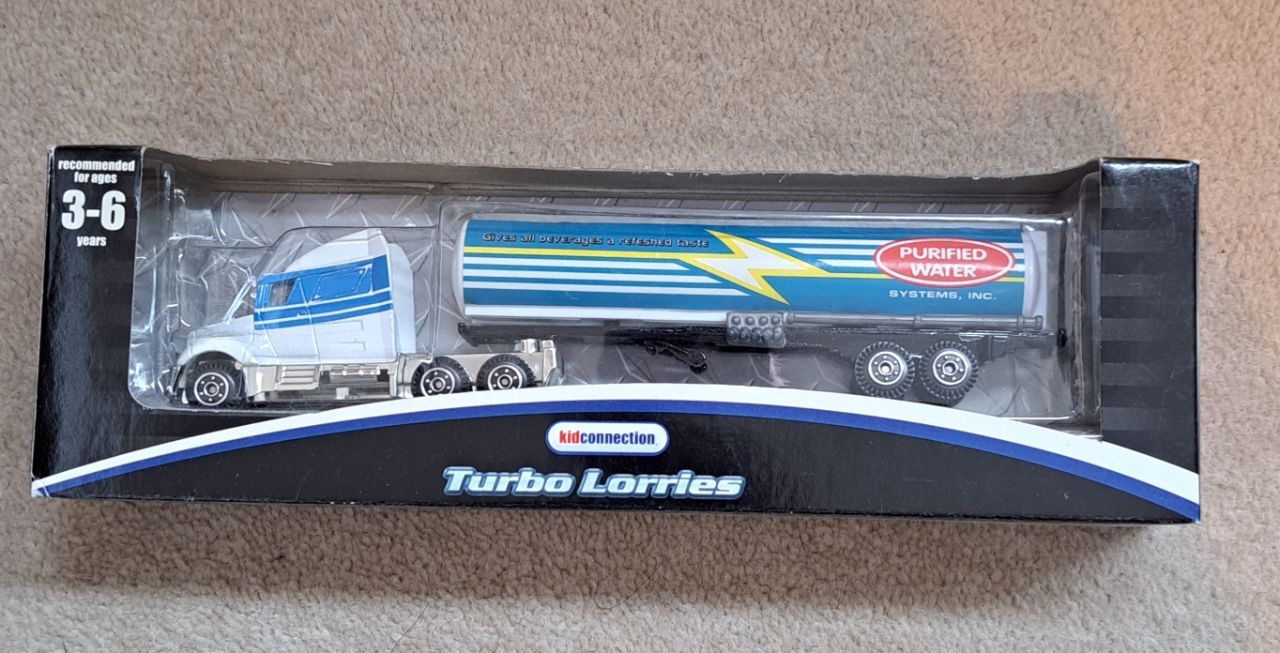 recommended
for ages
3-6
years
Gives all beverages a refeshed taste
PURIFIED
WATER
SYSTEMS, INC.
kidconnection
Turbo Lorries